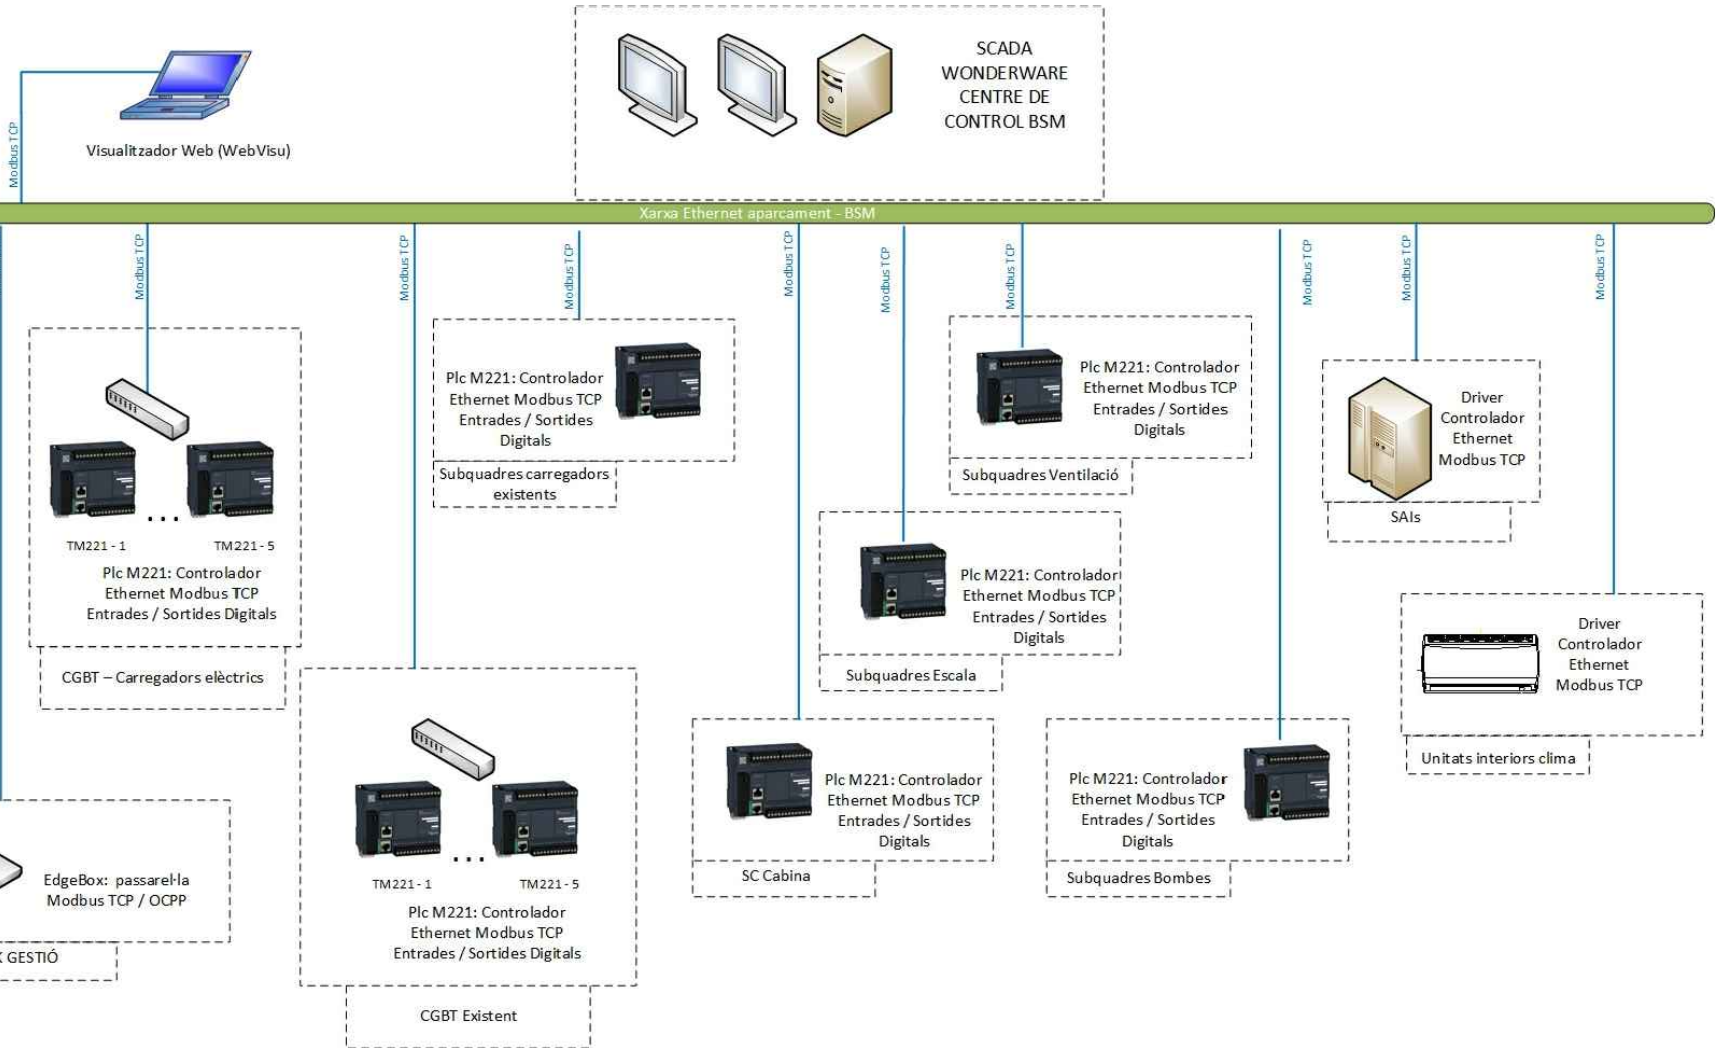 SCADA
WONDERWARE
CENTRE DE
CONTROL BSM
Modbus TCP
Visualitzador Web (WebVisu)
Xarxa Ethernet aparcament - BSM
Modbus TCP
Modbus TCP
Modbus TCP
Modbus TCP
Modbus TCP
Modbus TCP
Modbus TCP
Modbus TCP
Modbus TCP
TM221 - 1
...
TM221 - 5
Plc M221: Controlador
Ethernet Modbus TCP
Entrades / Sortides Digitals
CGBT – Carregadors elèctrics
Plc M221: Controlador
Ethernet Modbus TCP
Entrades / Sortides
Digitals
Subquadres carregadors
existents
Plc M221: Controlador
Ethernet Modbus TCP
Entrades / Sortides
Digitals
Subquadres Ventilació
Driver
Controlador
Ethernet
Modbus TCP
SAIs
Plc M221: Controlador
Ethernet Modbus TCP
Entrades / Sortides
Digitals
Subquadres Escala
Driver
Controlador
Ethernet
Modbus TCP
Unitats interiors clima
EdgeBox: passarel·la
Modbus TCP / OCPP
GESTIÓ
TM221 - 1
...
TM221 - 5
Plc M221: Controlador
Ethernet Modbus TCP
Entrades / Sortides Digitals
CGBT Existent
Plc M221: Controlador
Ethernet Modbus TCP
Entrades / Sortides
Digitals
SC Cabina
Plc M221: Controlador
Ethernet Modbus TCP
Entrades / Sortides
Digitals
Subquadres Bombes